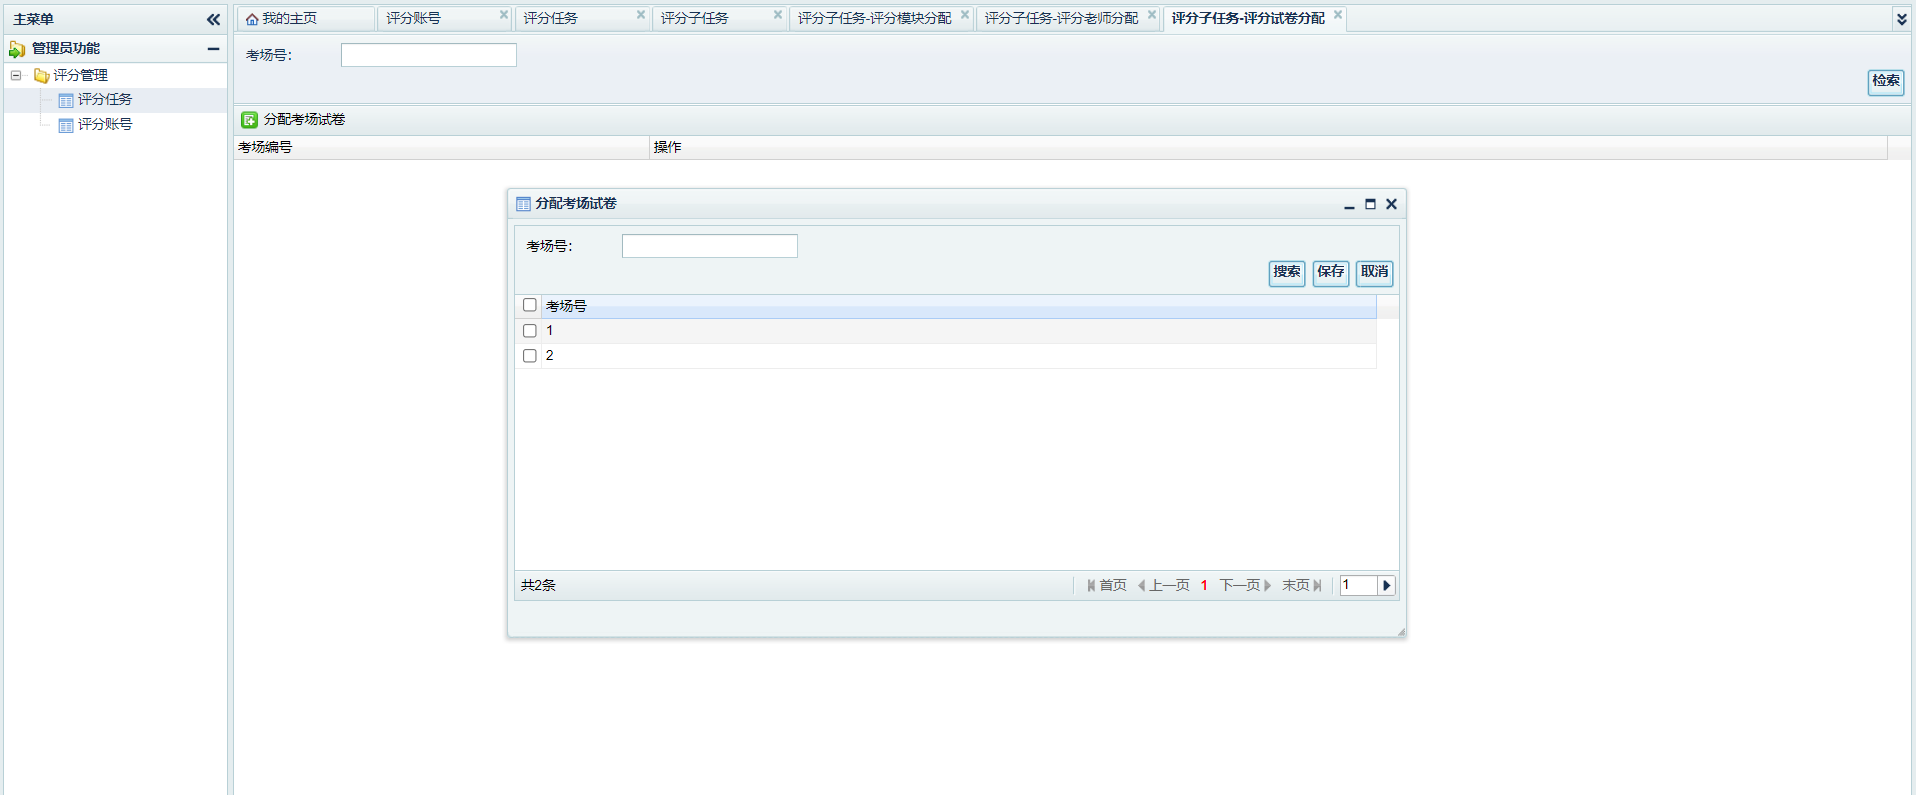 主菜单
管理员功能
评分管理
评分任务
评分账号
我的主页 评分账号 评分任务 评分子任务 评分子任务-评分模块分配 评分子任务-评分老师分配 评分子任务-评分试卷分配
考场号：
检索
分配考场试卷
考场编号 操作
分配考场试卷
考场号：
搜索 保存 取消
考场号
1
2
共2条 首页 上一页 1 下一页 末页 1